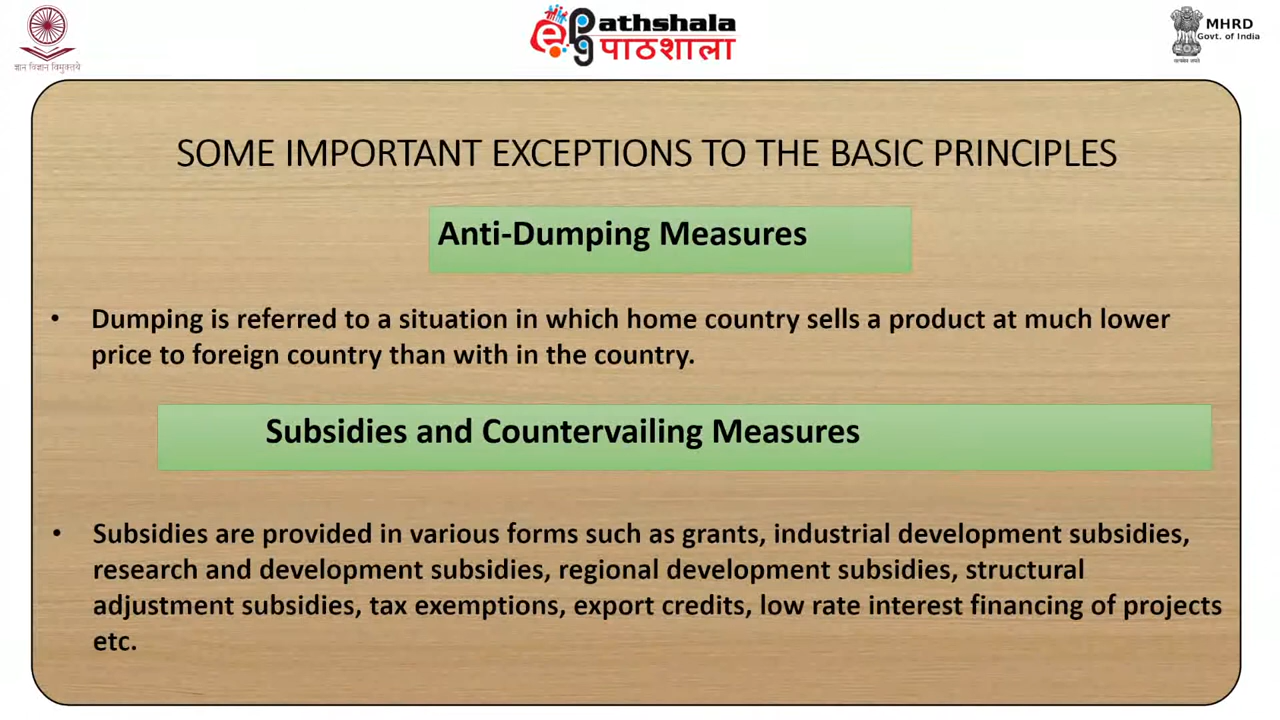 ज्ञान विज्ञान विमुक्तये
ePathshala
पाठशाला
MHRD
Govt. of India
सत्यमेव जयते
SOME IMPORTANT EXCEPTIONS TO THE BASIC PRINCIPLES
Anti-Dumping Measures
• Dumping is referred to a situation in which home country sells a product at much lower
price to foreign country than with in the country.
Subsidies and Countervailing Measures
• Subsidies are provided in various forms such as grants, industrial development subsidies,
research and development subsidies, regional development subsidies, structural
adjustment subsidies, tax exemptions, export credits, low rate interest financing of projects
etc.